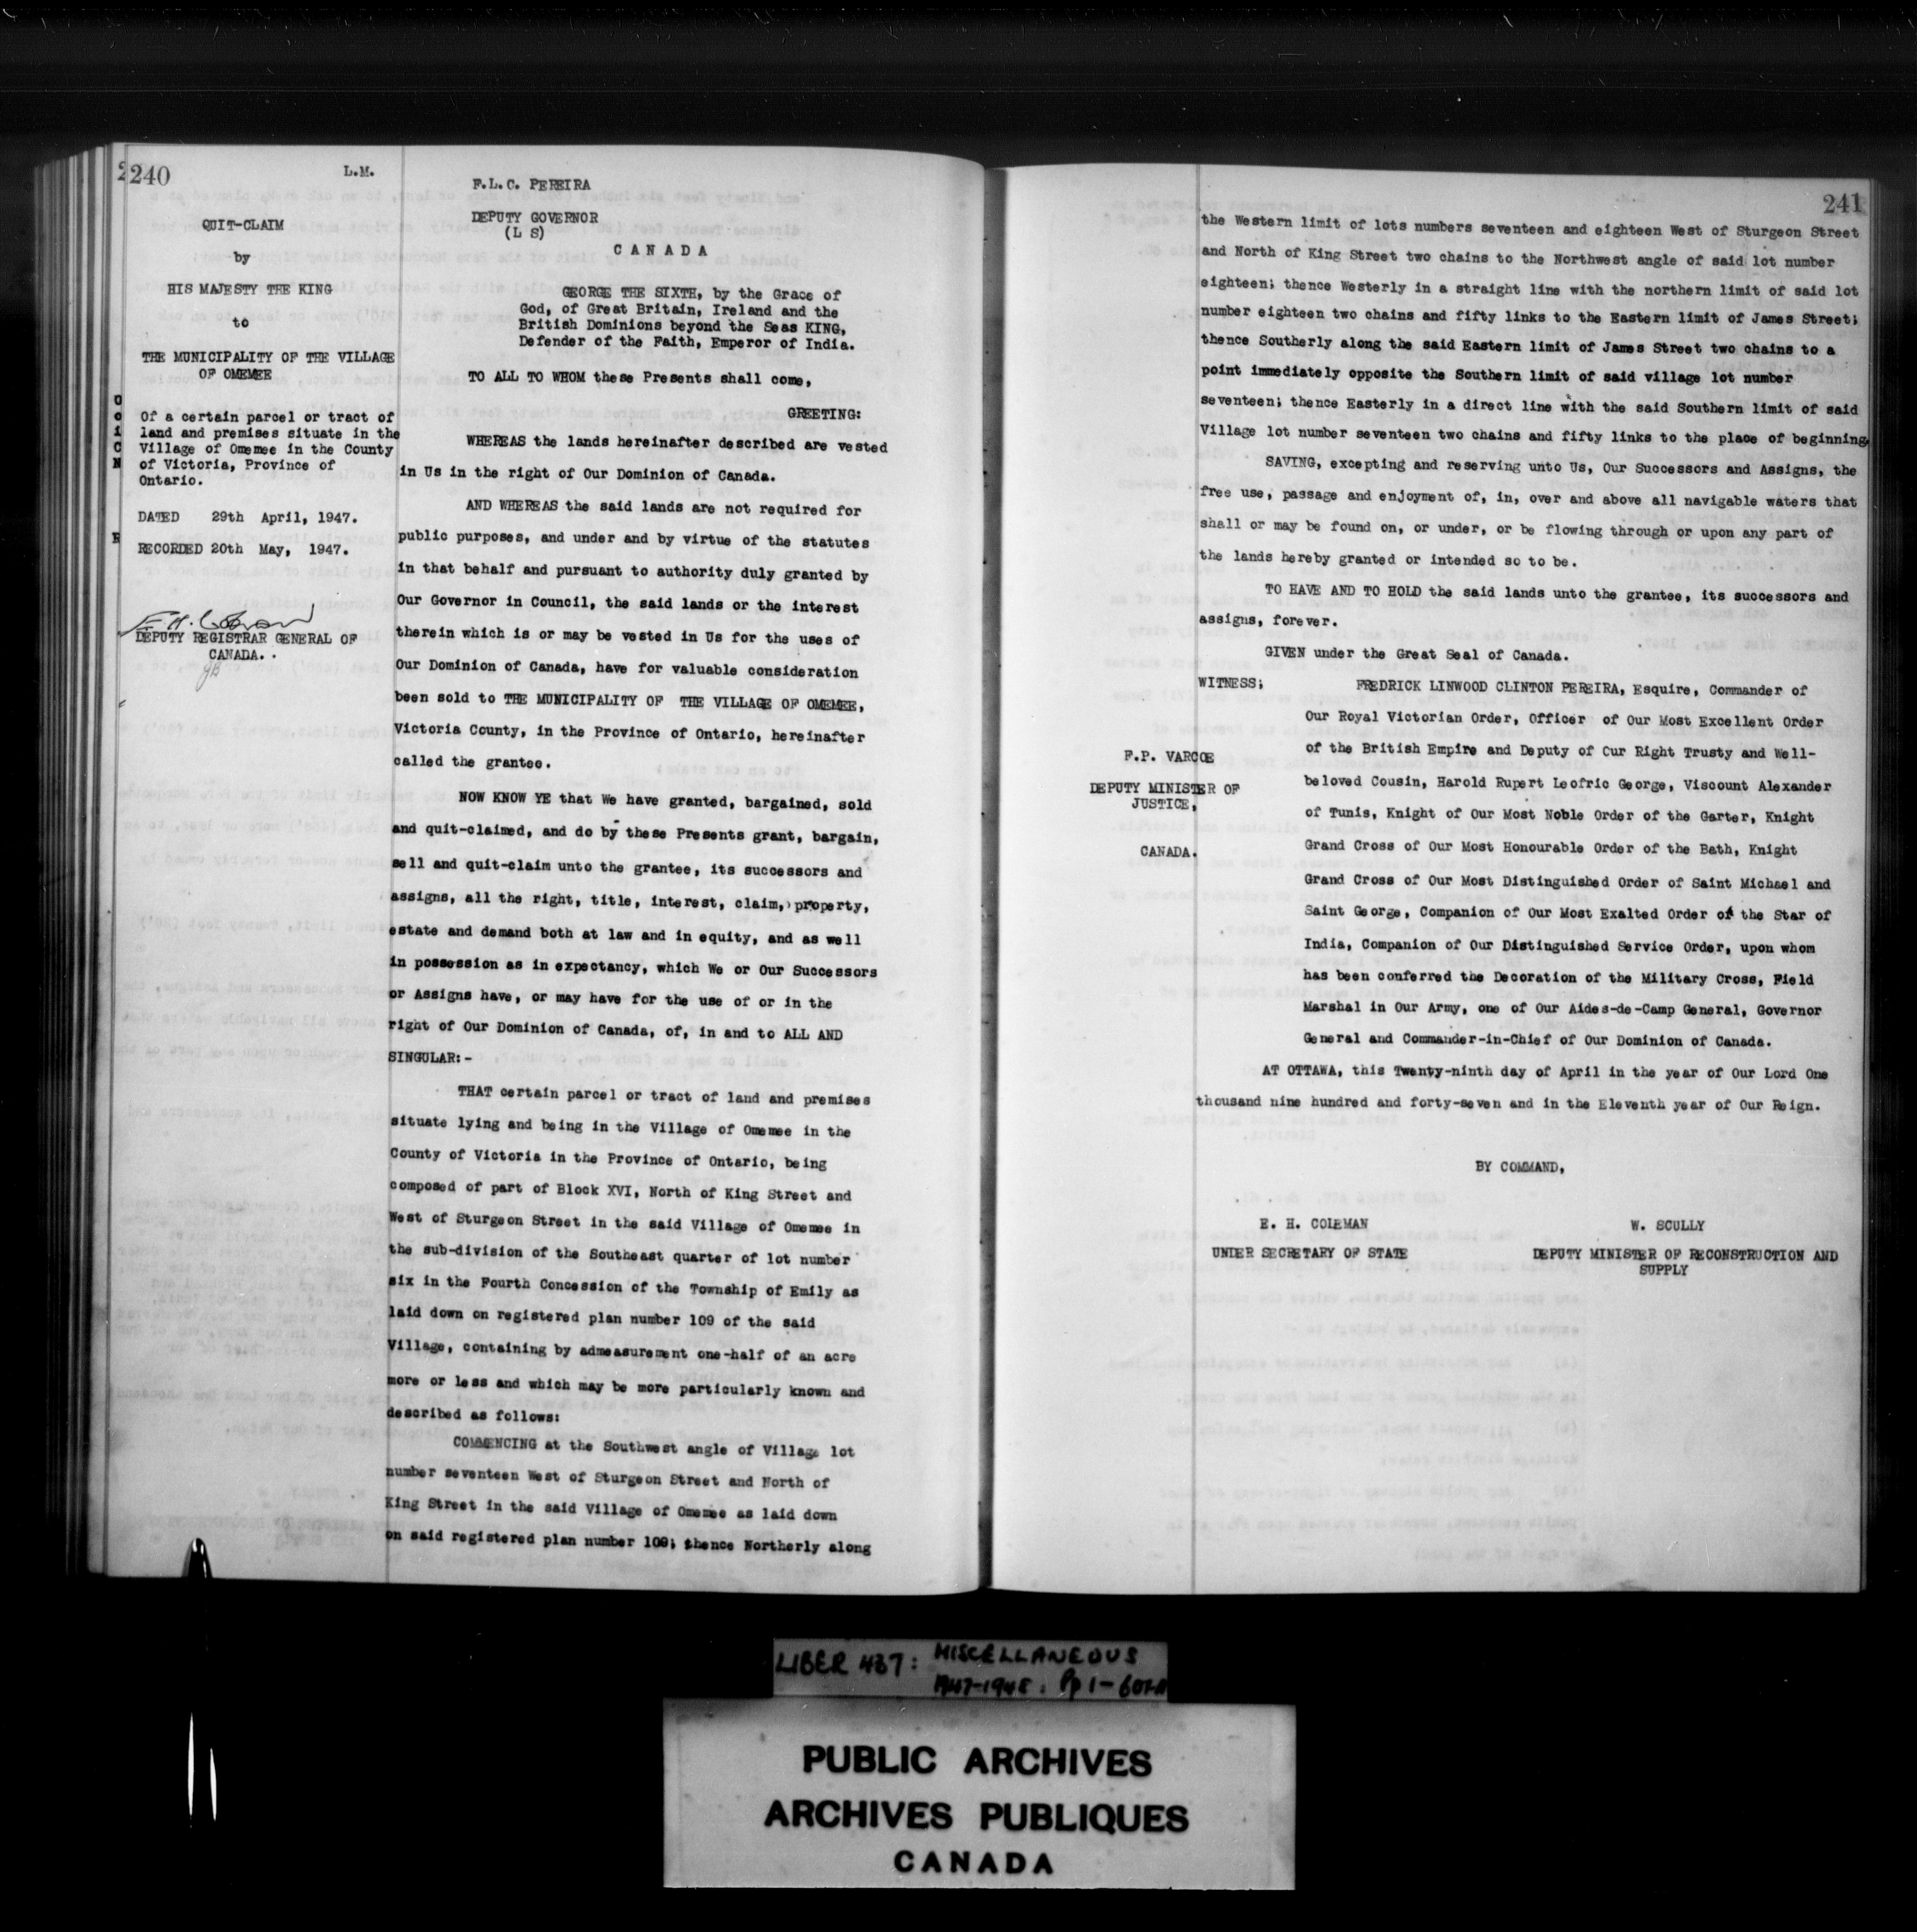 240
L.M.
QUIT-CLAIM
by
HIS MAJESTY THE KING
to
THE MUNICIPALITY OF THE VILLAGE
OF OMEMEE
Of a certain parcel or tract of
land and premises situate in the
Village of Omemee in the County
of Victoria, Province of
Ontario.
DATED 29th April, 1947.
RECORDED 20th May, 1947.
DEPUTY REGISTRAR GENERAL OF
CANADA.
F.L.C. PEREIRA
DEPUTY GOVERNOR
(L S)
CANADA
GEORGE THE SIXTH, by the Grace of
God, of Great Britain, Ireland and the
British Dominions beyond the Seas KING,
Defender of the Faith, Emperor of India.
TO ALL TO WHOM these Presents shall come,
GREETING:
WHEREAS the lands hereinafter described are vested
in Us in the right of Our Dominion of Canada.
AND WHEREAS the said lands are not required for
public purposes, and under and by virtue of the statutes
in that behalf and pursuant to authority duly granted by
Our Governor in Council, the said lands or the interest
therein which is or may be vested in Us for the uses of
Our Dominion of Canada, have for valuable consideration
been sold to THE MUNICIPALITY OF THE VILLAGE OF OMEMEE,
Victoria County, in the Province of Ontario, hereinafter
called the grantee.
NOW KNOW YE that We have granted, bargained, sold
and quit-claimed, and do by these Presents grant, bargain,
sell and quit-claim unto the grantee, its successors and
assigns, all the right, title, interest, claim, property,
estate and demand both at law and in equity, and as well
in possession as in expectancy, which We or Our Successors
or Assigns have, or may have for the use of or in the
right of Our Dominion of Canada, of, in and to ALL AND
SINGULAR:-
THAT certain parcel or tract of land and premises
situate lying and being in the Village of Omemee in the
County of Victoria in the Province of Ontario, being
composed of part of Block XVI, North of King Street and
West of Sturgeon Street in the said Village of Omemee in
the sub-division of the Southeast quarter of lot number
six in the Fourth Concession of the Township of Emily as
laid down on registered plan number 109 of the said
Village, containing by admeasurement one-half of an acre
more or less and which may be more particularly known and
described as follows:
COMMENCING at the Southwest angle of Village lot
number seventeen West of Sturgeon Street and North of
King Street in the said Village of Omemee as laid down
on said registered plan number 109; thence Northerly along
241
the Western limit of lots numbers seventeen and eighteen West of Sturgeon Street
and North of King Street two chains to the Northwest angle of said lot number
eighteen; thence Westerly in a straight line with the northern limit of said lot
number eighteen two chains and fifty links to the Eastern limit of James Street;
thence Southerly along the said Eastern limit of James Street two chains to a
point immediately opposite the Southern limit of said village lot number
seventeen; thence Easterly in a direct line with the said Southern limit of said
Village lot number seventeen two chains and fifty links to the place of beginning.
SAVING, excepting and reserving unto Us, Our Successors and Assigns, the
free use, passage and enjoyment of, in, over and above all navigable waters that
shall or may be found on, or under, or be flowing through or upon any part of
the lands hereby granted or intended so to be.
TO HAVE AND TO HOLD the said lands unto the grantee, its successors and
assigns, forever.
GIVEN under the Great Seal of Canada.
WITNESS; FREDRICK LINWOOD CLINTON PEREIRA, Esquire, Commander of
Our Royal Victorian Order, Officer of Our Most Excellent Order
of the British Empire and Deputy of Our Right Trusty and Well-
beloved Cousin, Harold Rupert Leofric George, Viscount Alexander
of Tunis, Knight of Our Most Noble Order of the Garter, Knight
Grand Cross of Our Most Honourable Order of the Bath, Knight
Grand Cross of Our Most Distinguished Order of Saint Michael and
Saint George, Companion of Our Most Exalted Order of the Star of
India, Companion of Our Distinguished Service Order, upon whom
has been conferred the Decoration of the Military Cross, Field
Marshal in Our Army, one of Our Aides-de-Camp General, Governor
General and Commander-in-Chief of Our Dominion of Canada.
F.P. VARCOE
DEPUTY MINISTER OF
JUSTICE,
CANADA.
AT OTTAWA, this Twenty-ninth day of April in the year of Our Lord One
thousand nine hundred and forty-seven and in the Eleventh year of Our Reign.
BY COMMAND,
E. H. COLEMAN
UNDER SECRETARY OF STATE
W. SCULLY
DEPUTY MINISTER OF RECONSTRUCTION AND
SUPPLY
LIBER 437: MISCELLANEOUS
1947-1948: Pp 1-
PUBLIC ARCHIVES
ARCHIVES PUBLIQUES
CANADA